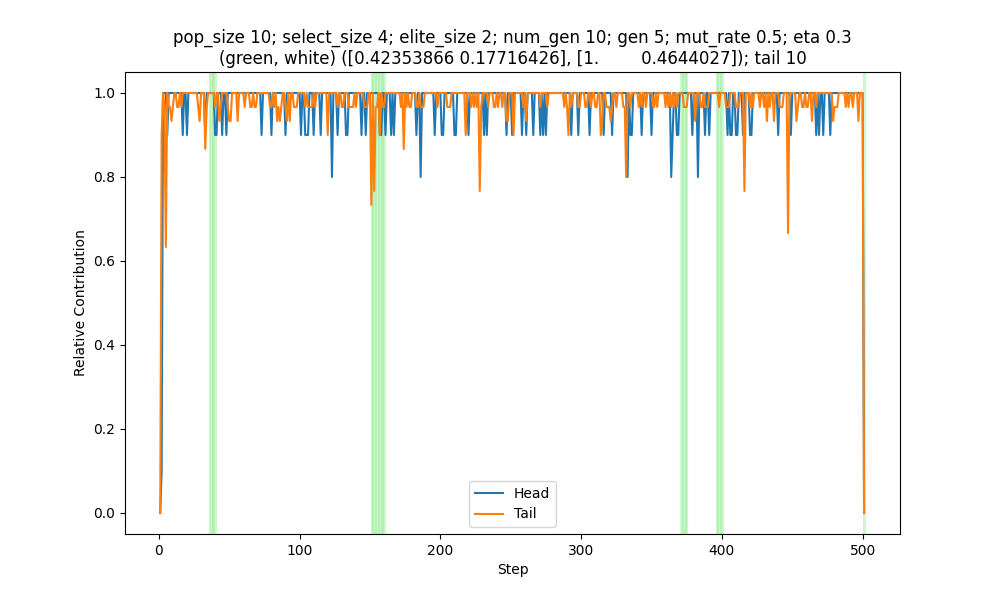 pop_size 10; select_size 4; elite_size 2; num_gen 10; gen 5; mut_rate 0.5; eta 0.3
(green, white) ([0.42353866 0.17716426], [1. 0.4644027]); tail 10
1.0
0.8
0.6
0.4
0.2
0.0
Relative Contribution
Head
Tail
0 100 200 300 400 500
Step